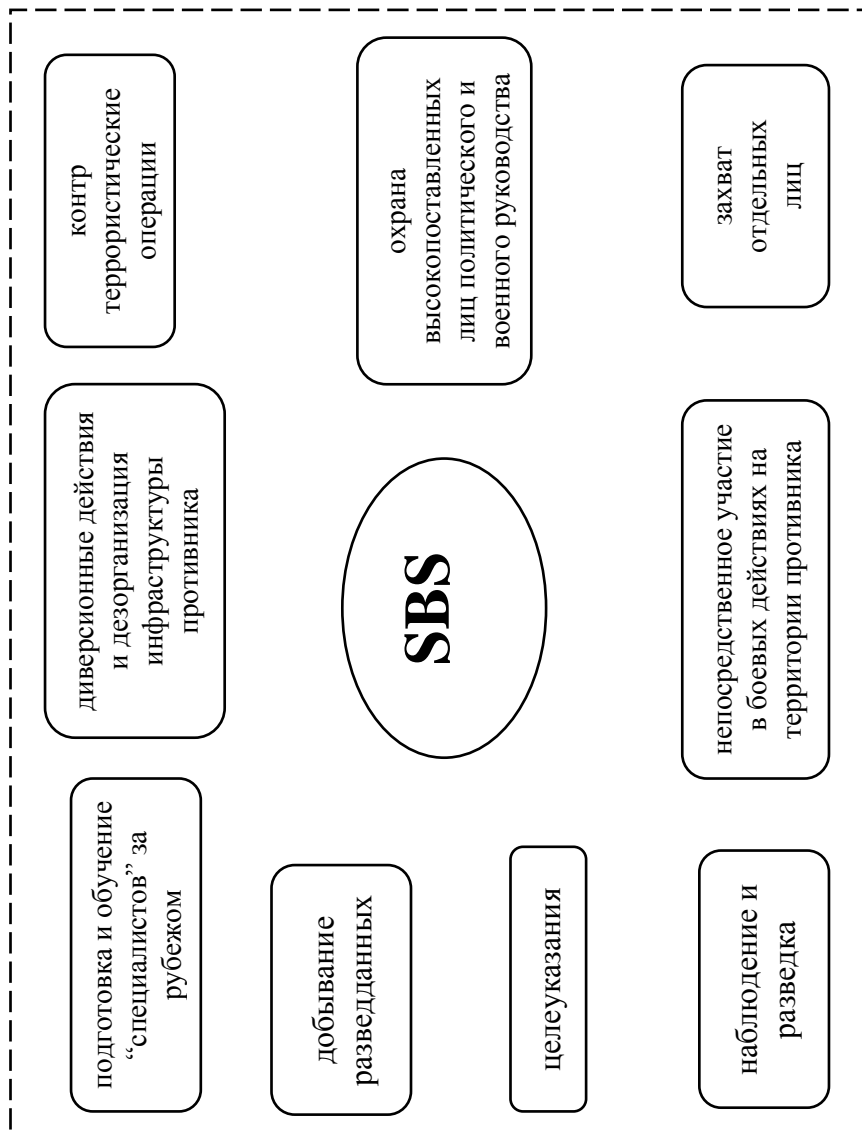 подготовка и обучение
“специалистов” за
рубежом
диверсионные действия
и дезорганизация
инфраструктуры
противника
контр
террористические
операции
добывание
разведданных
SBS
охрана
высокопоставленных
лиц политического и
военного руководства
целеуказания
наблюдение и
разведка
непосредственное участие
в боевых действиях на
территории противника
захват
отдельных
лиц